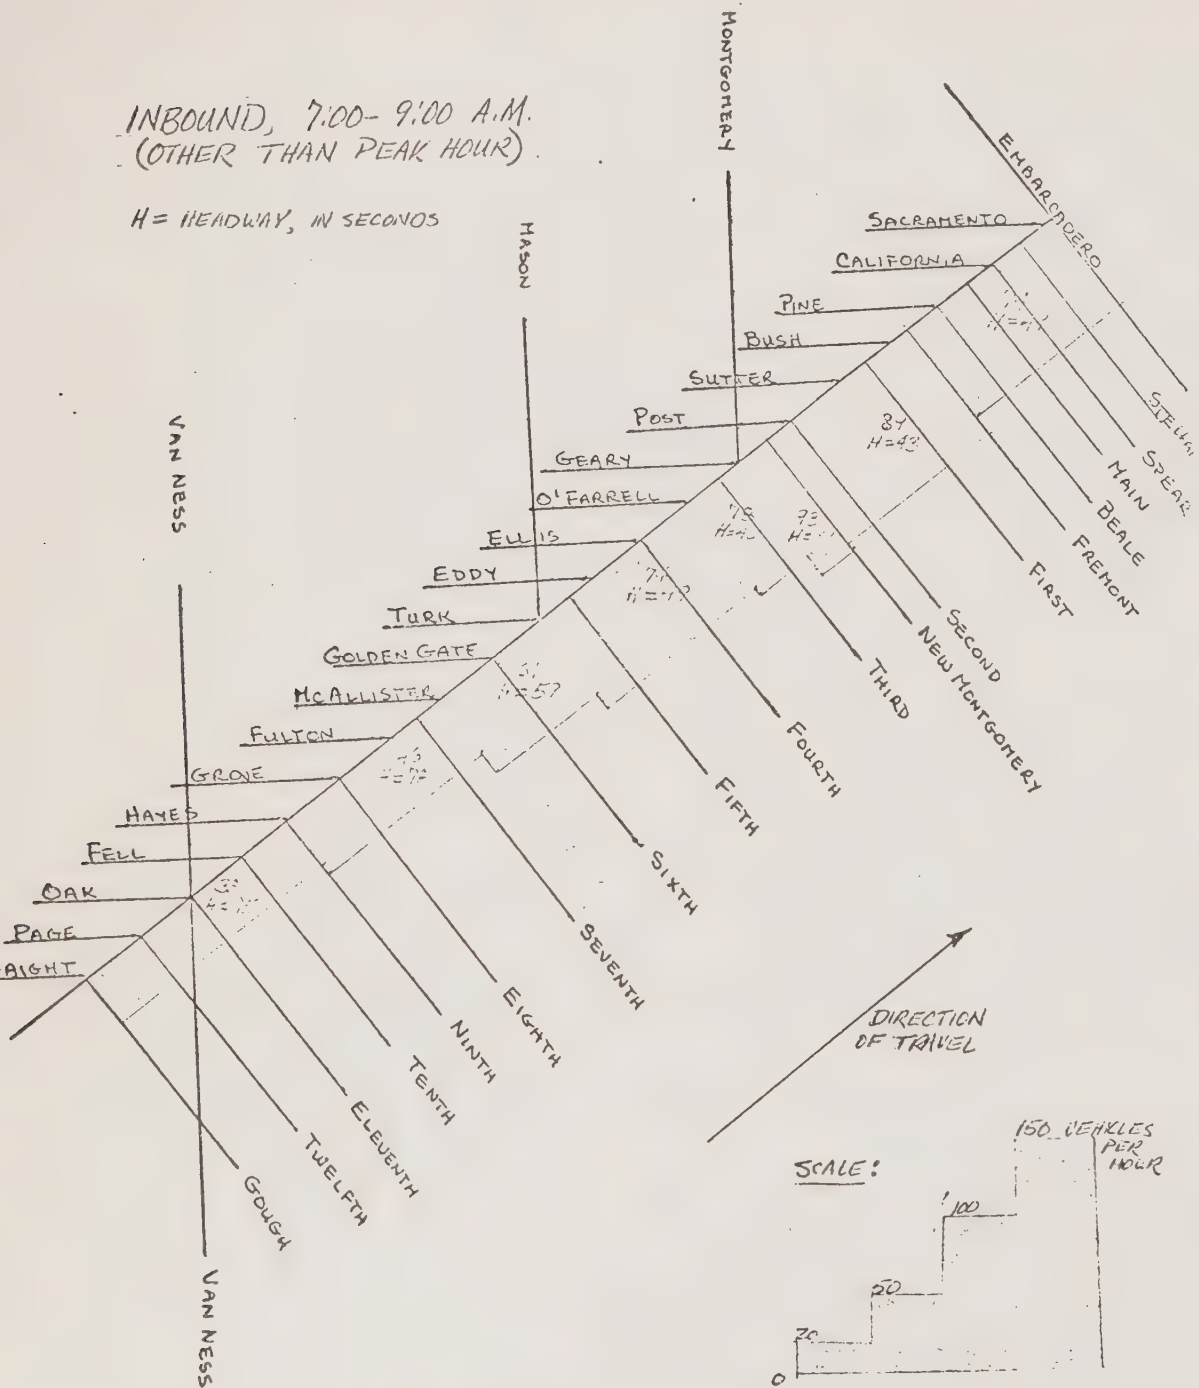 INBOUND, 7:00-9:00 A.M.
(OTHER THAN PEAK HOUR)
H = HEADWAY, IN SECONDS
MONTGOMERY
EMBARCADERO
MASON
VAN NESS
SACRAMENTO
CALIFORNIA
PINE
BUSH
SUTTER
POST
GEARY
O'FARRELL
ELLIS
EDDY
TURK
GOLDEN GATE
MCALLISTER
FULTON
GROVE
HAYES
FELL
OAK
PAGE
AIGHT
84
H=43
SPEAR
MAIN
BEALE
FREMONT
FIRST
SECOND
NEW MONTGOMERY
THIRD
FOURTH
FIFTH
SIXTH
SEVENTH
EIGHTH
NINTH
TENTH
ELEVENTH
TWELFTH
GOUGH
VAN NESS
DIRECTION
OF TRAVEL
SCALE:
150 VEHICLES
PER
HOUR
100
50
20
0